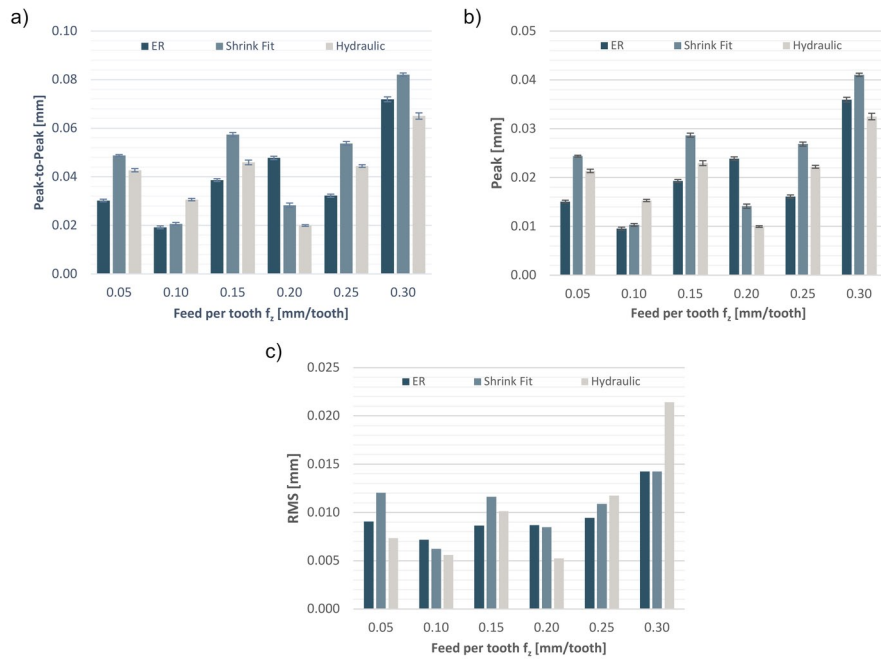 a)
0.10
ER Shrink Fit Hydraulic
0.08
0.06
0.04
0.02
0.00
Peak-to-Peak [mm]
0.05 0.10 0.15 0.20 0.25 0.30
Feed per tooth fz [mm/tooth]
b)
0.05
ER Shrink Fit Hydraulic
0.04
0.03
0.02
0.01
0.00
Peak [mm]
0.05 0.10 0.15 0.20 0.25 0.30
Feed per tooth fz [mm/tooth]
c)
0.025
ER Shrink Fit Hydraulic
0.020
0.015
0.010
0.005
0.000
RMS [mm]
0.05 0.10 0.15 0.20 0.25 0.30
Feed per tooth fz [mm/tooth]